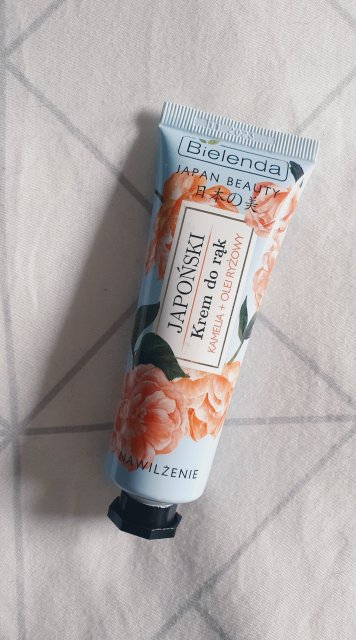 Bielenda
JAPAN BEAUTY
日本の美
JAPOŃSKI
Krem do rąk
KAMELIA + OLEJ RYŻOWY
NAWILŻENIE